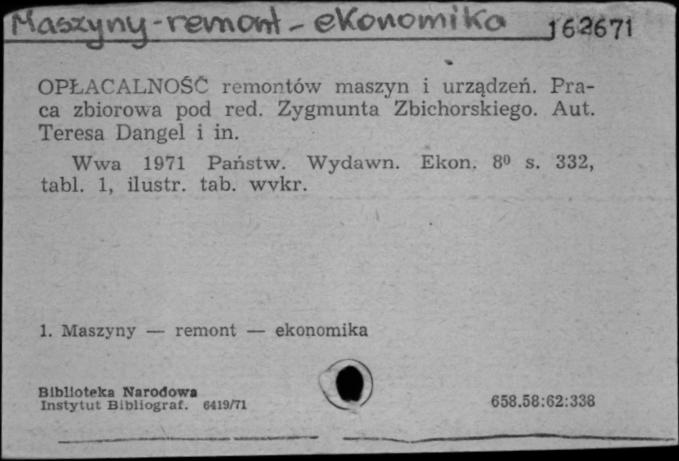 Maszyny-remont-ekonomika 162671
OPŁACALNOŚĆ remontów maszyn i urządzeń. Pra-
ca zbiorowa pod red. Zygmunta Zbichorskiego. Aut.
Teresa Dangel i in.
Wwa 1971 Państw. Wydawn. Ekon. 8⁰ s. 332,
tabl. 1, ilustr. tab. wykr.
1. Maszyny — remont — ekonomika
Biblioteka Narodowa
Instytut Bibliograf. 6419/71
658.58:62:338